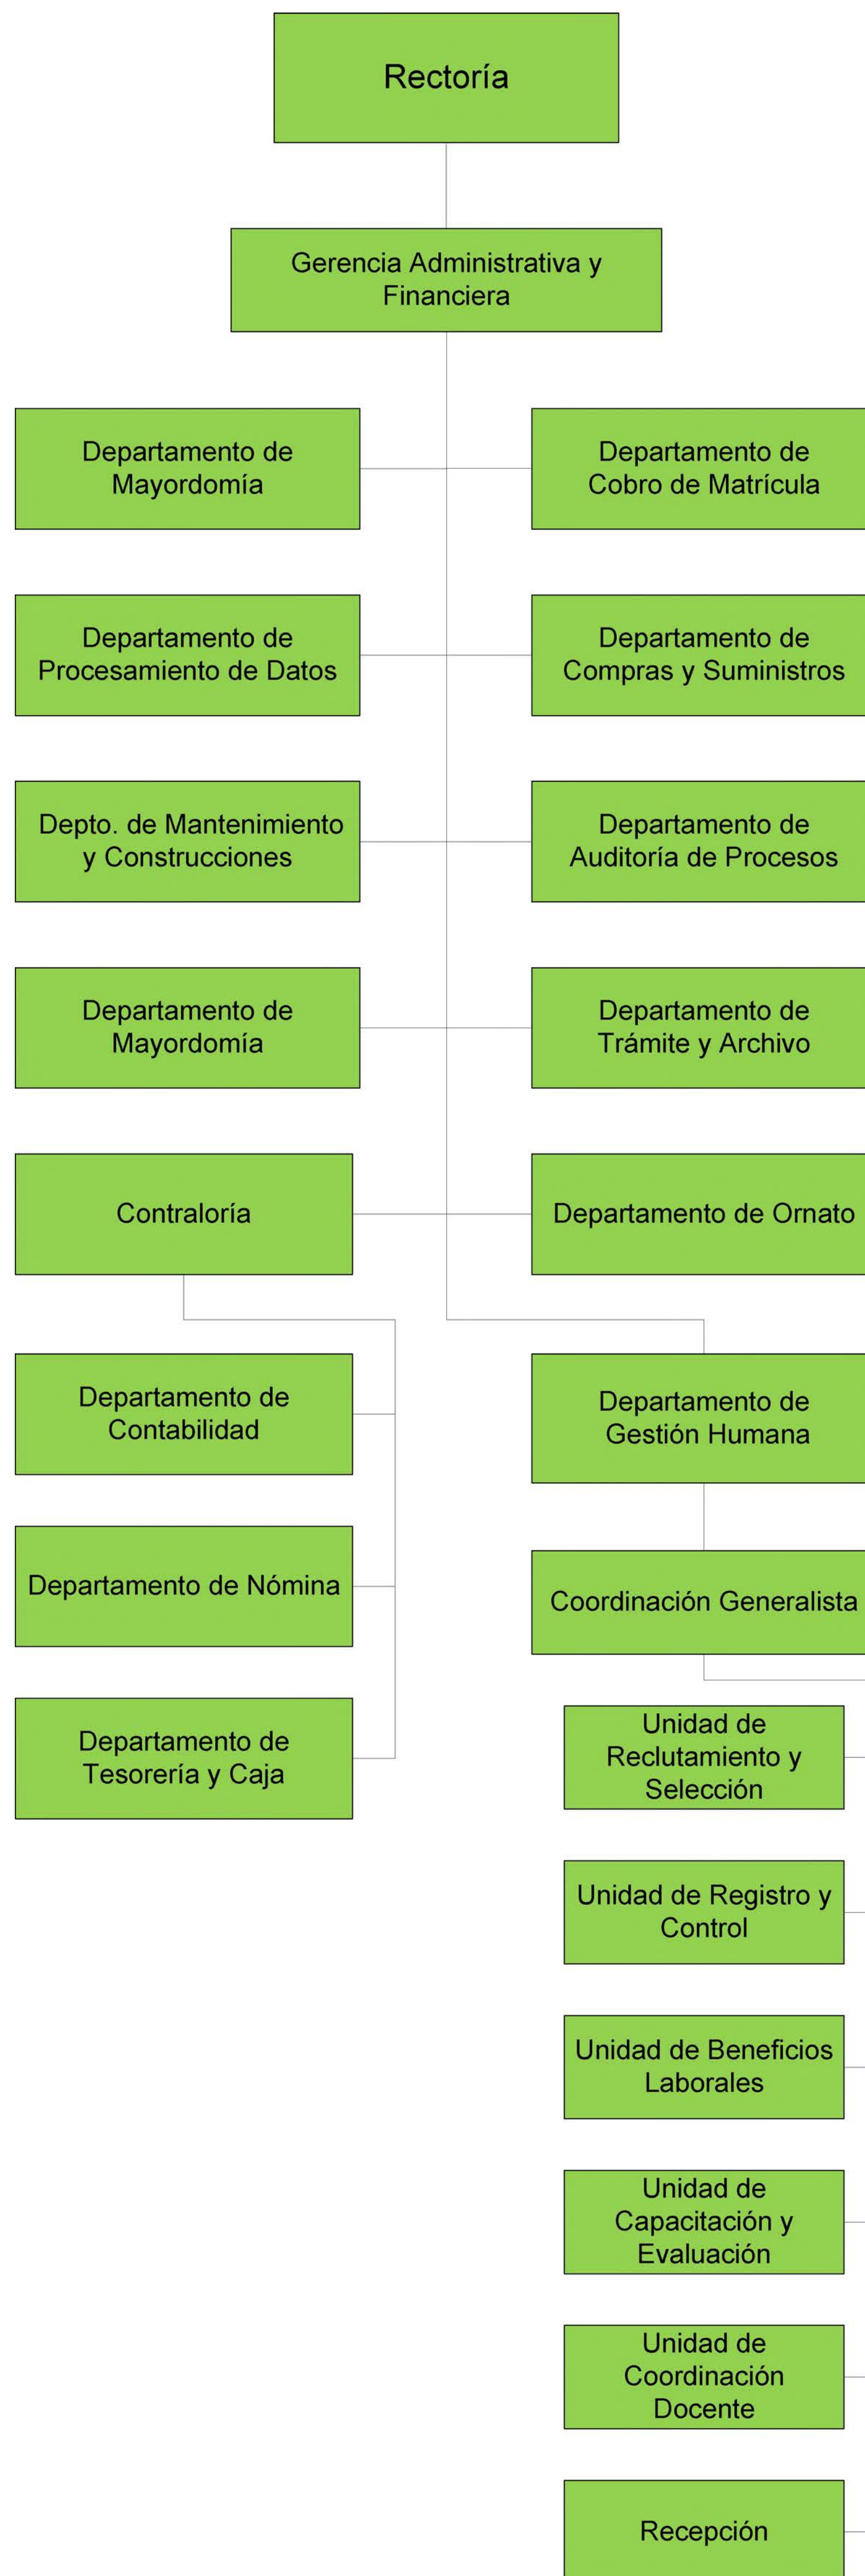 Rectoría
Gerencia Administrativa y
Financiera
Departamento de
Mayordomía
Departamento de
Cobro de Matrícula
Departamento de
Procesamiento de Datos
Departamento de
Compras y Suministros
Depto. de Mantenimiento
y Construcciones
Departamento de
Auditoría de Procesos
Departamento de
Mayordomía
Departamento de
Trámite y Archivo
Contraloría
Departamento de Ornato
Departamento de
Contabilidad
Departamento de
Gestión Humana
Departamento de Nómina
Coordinación Generalista
Departamento de
Tesorería y Caja
Unidad de
Reclutamiento y
Selección
Unidad de Registro y
Control
Unidad de Beneficios
Laborales
Unidad de
Capacitación y
Evaluación
Unidad de
Coordinación
Docente
Recepción